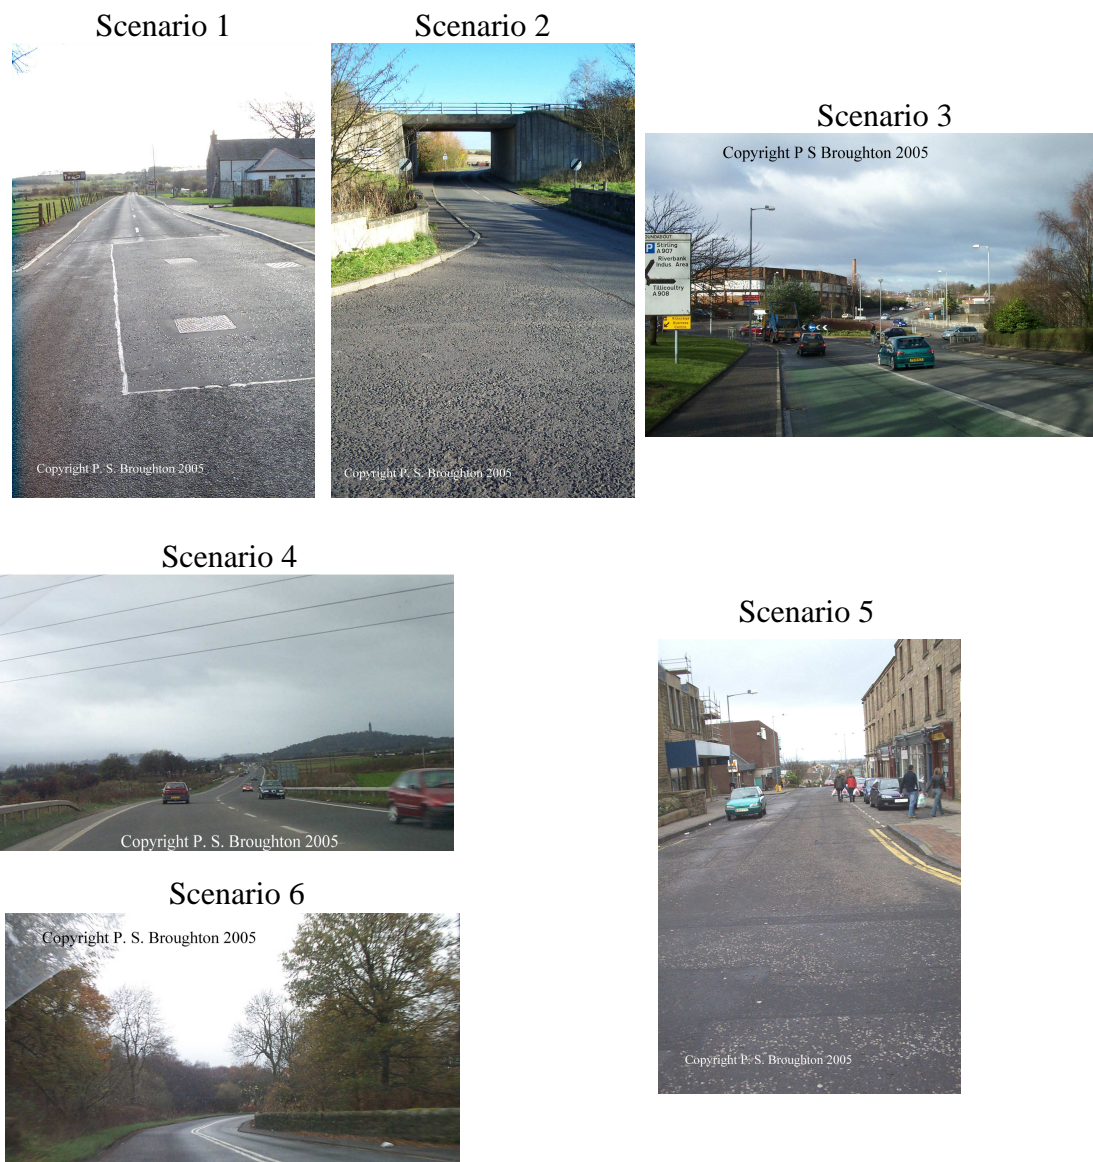 Scenario 1
Scenario 2
Scenario 3
Copyright P S Broughton 2005
P
Stirling
A 907
Riverbank
Indus Area
Tillicoultry
A 908
Copyright P. S. Broughton 2005
Copyright P. S. Broughton 2005
Scenario 4
Scenario 5
Copyright P. S. Broughton 2005
Scenario 6
Copyright P. S. Broughton 2005
Copyright P. S. Broughton 2005